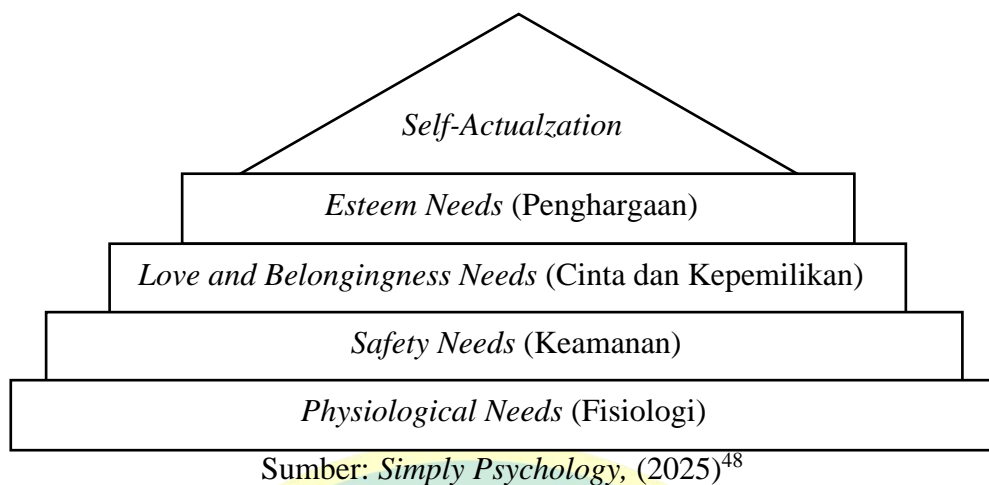 Self-Actualzation
Esteem Needs (Penghargaan)
Love and Belongingness Needs (Cinta dan Kepemilikan)
Safety Needs (Keamanan)
Physiological Needs (Fisiologi)
Sumber: Simply Psychology, (2025)48